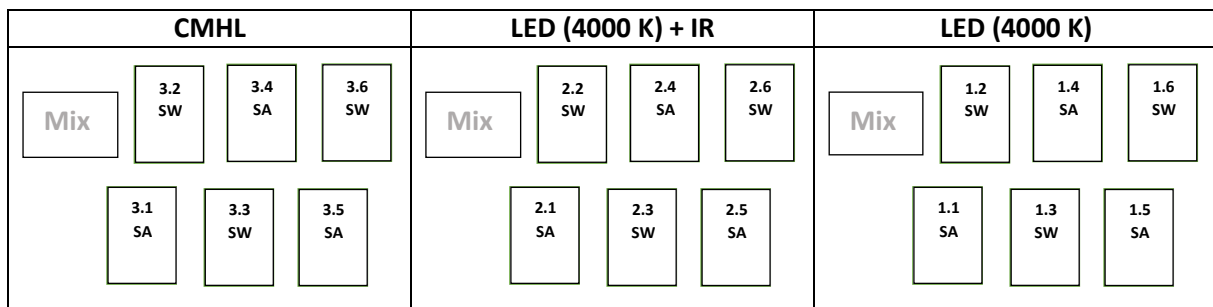 CMHL
LED (4000 K) + IR
LED (4000 K)
Mix
3.2
SW
3.4
SA
3.6
SW
3.1
SA
3.3
SW
3.5
SA
Mix
2.2
SW
2.4
SA
2.6
SW
2.1
SA
2.3
SW
2.5
SA
Mix
1.2
SW
1.4
SA
1.6
SW
1.1
SA
1.3
SW
1.5
SA